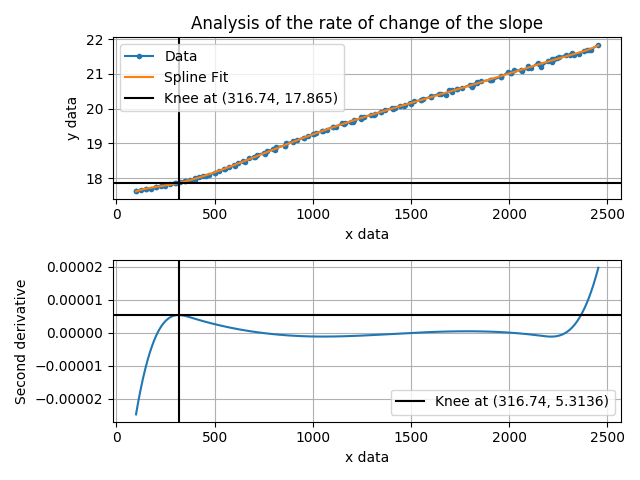 Analysis of the rate of change of the slope
22
21
20
19
18
y data
Data
Spline Fit
Knee at (316.74, 17.865)
0 500 1000 1500 2000 2500
x data
0.00002
0.00001
0.00000
−0.00001
−0.00002
Second derivative
Knee at (316.74, 5.3136)
0 500 1000 1500 2000 2500
x data